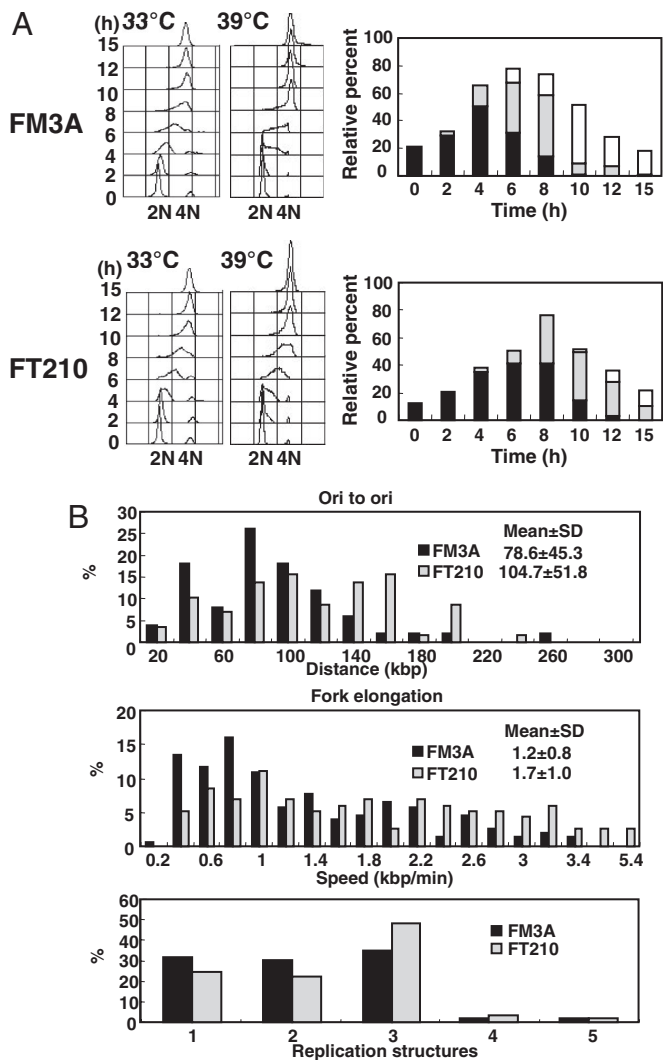 A
(h) 33°C 39°C
15
12
10
8
6
4
2
0
FM3A
2N 4N 2N 4N
Relative percent
100
80
60
40
20
0 2 4 6 8 10 12 15
Time (h)
33°C 39°C
(h)
15
12
10
8
6
4
2
0
FT210
2N 4N 2N 4N
Relative percent
100
80
60
40
20
0
0 2 4 6 8 10 12 15
Time (h)
B
Ori to ori
%
30
25
20
15
10
5
0
Mean±SD
FM3A 78.6±45.3
FT210 104.7±51.8
20 60 100 140 180 220 260 300
Distance (kbp)
Fork elongation
%
20
15
10
5
0
Mean±SD
FM3A 1.2±0.8
FT210 1.7±1.0
0.2 0.6 1 1.4 1.8 2.2 2.6 3 3.4 5.4
Speed (kbp/min)
%
60
50
40
30
20
10
0
FM3A
FT210
1 2 3 4 5
Replication structures